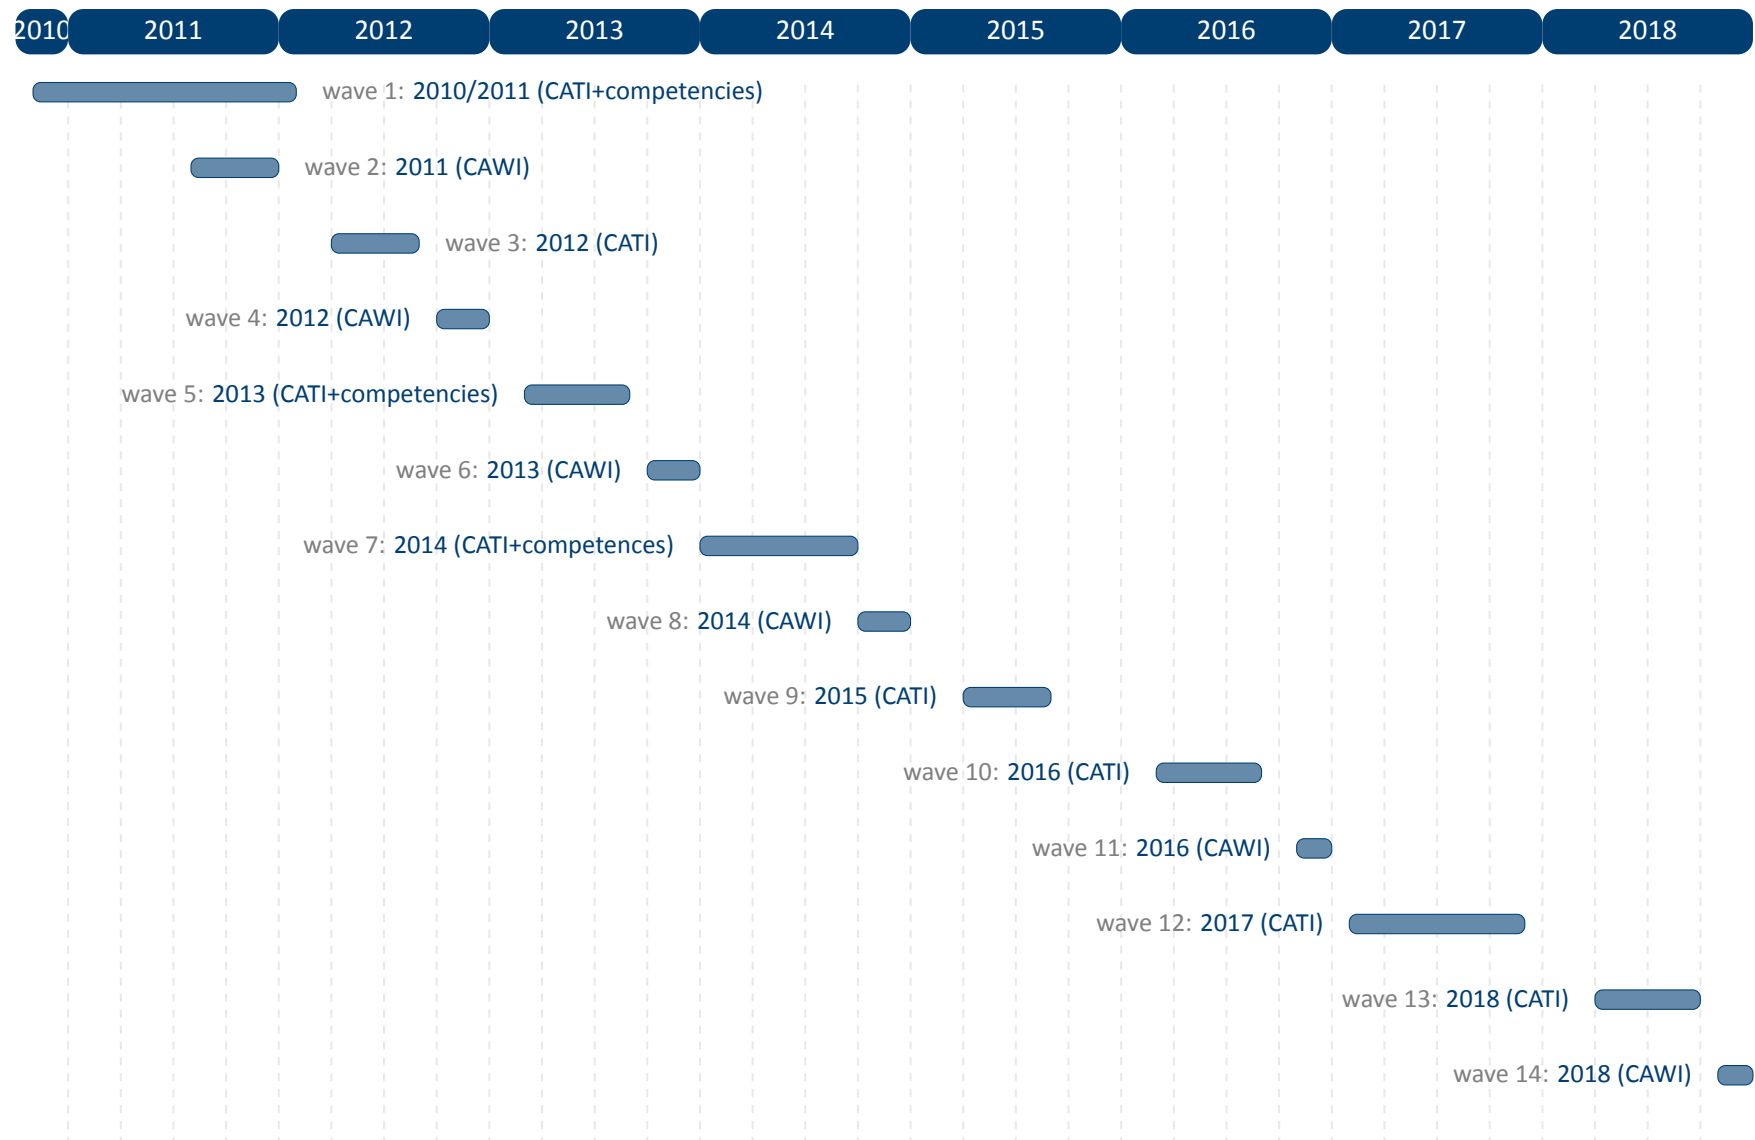 2010 2011 2012 2013 2014 2015 2016 2017 2018
wave 1: 2010/2011 (CATI+competencies)
wave 2: 2011 (CAWI)
wave 3: 2012 (CATI)
wave 4: 2012 (CAWI)
wave 5: 2013 (CATI+competencies)
wave 6: 2013 (CAWI)
wave 7: 2014 (CATI+competences)
wave 8: 2014 (CAWI)
wave 9: 2015 (CATI)
wave 10: 2016 (CATI)
wave 11: 2016 (CAWI)
wave 12: 2017 (CATI)
wave 13: 2018 (CATI)
wave 14: 2018 (CAWI)